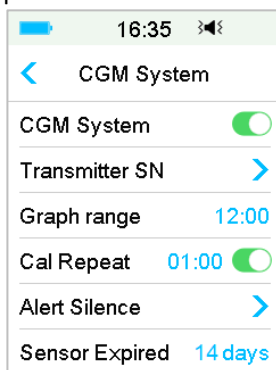 16:35
CGM System
CGM System
Transmitter SN
Graph range 12:00
Cal Repeat 01:00
Alert Silence
Sensor Expired 14 days